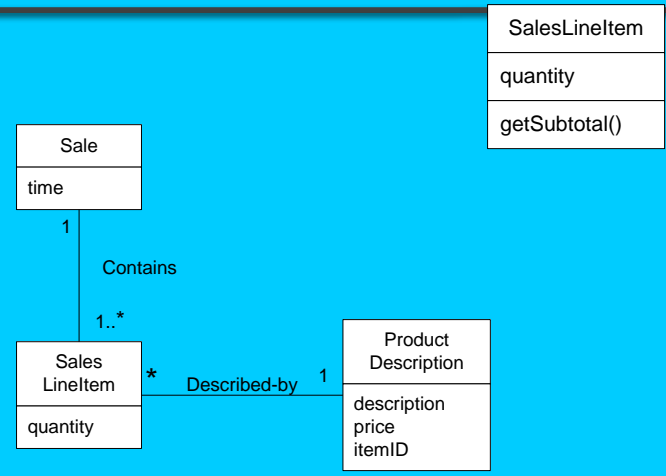 SalesLineItem
quantity
getSubtotal()
Sale
time
1
Contains
1..*
Sales
LineItem
quantity
*
Described-by
1
Product
Description
description
price
itemID